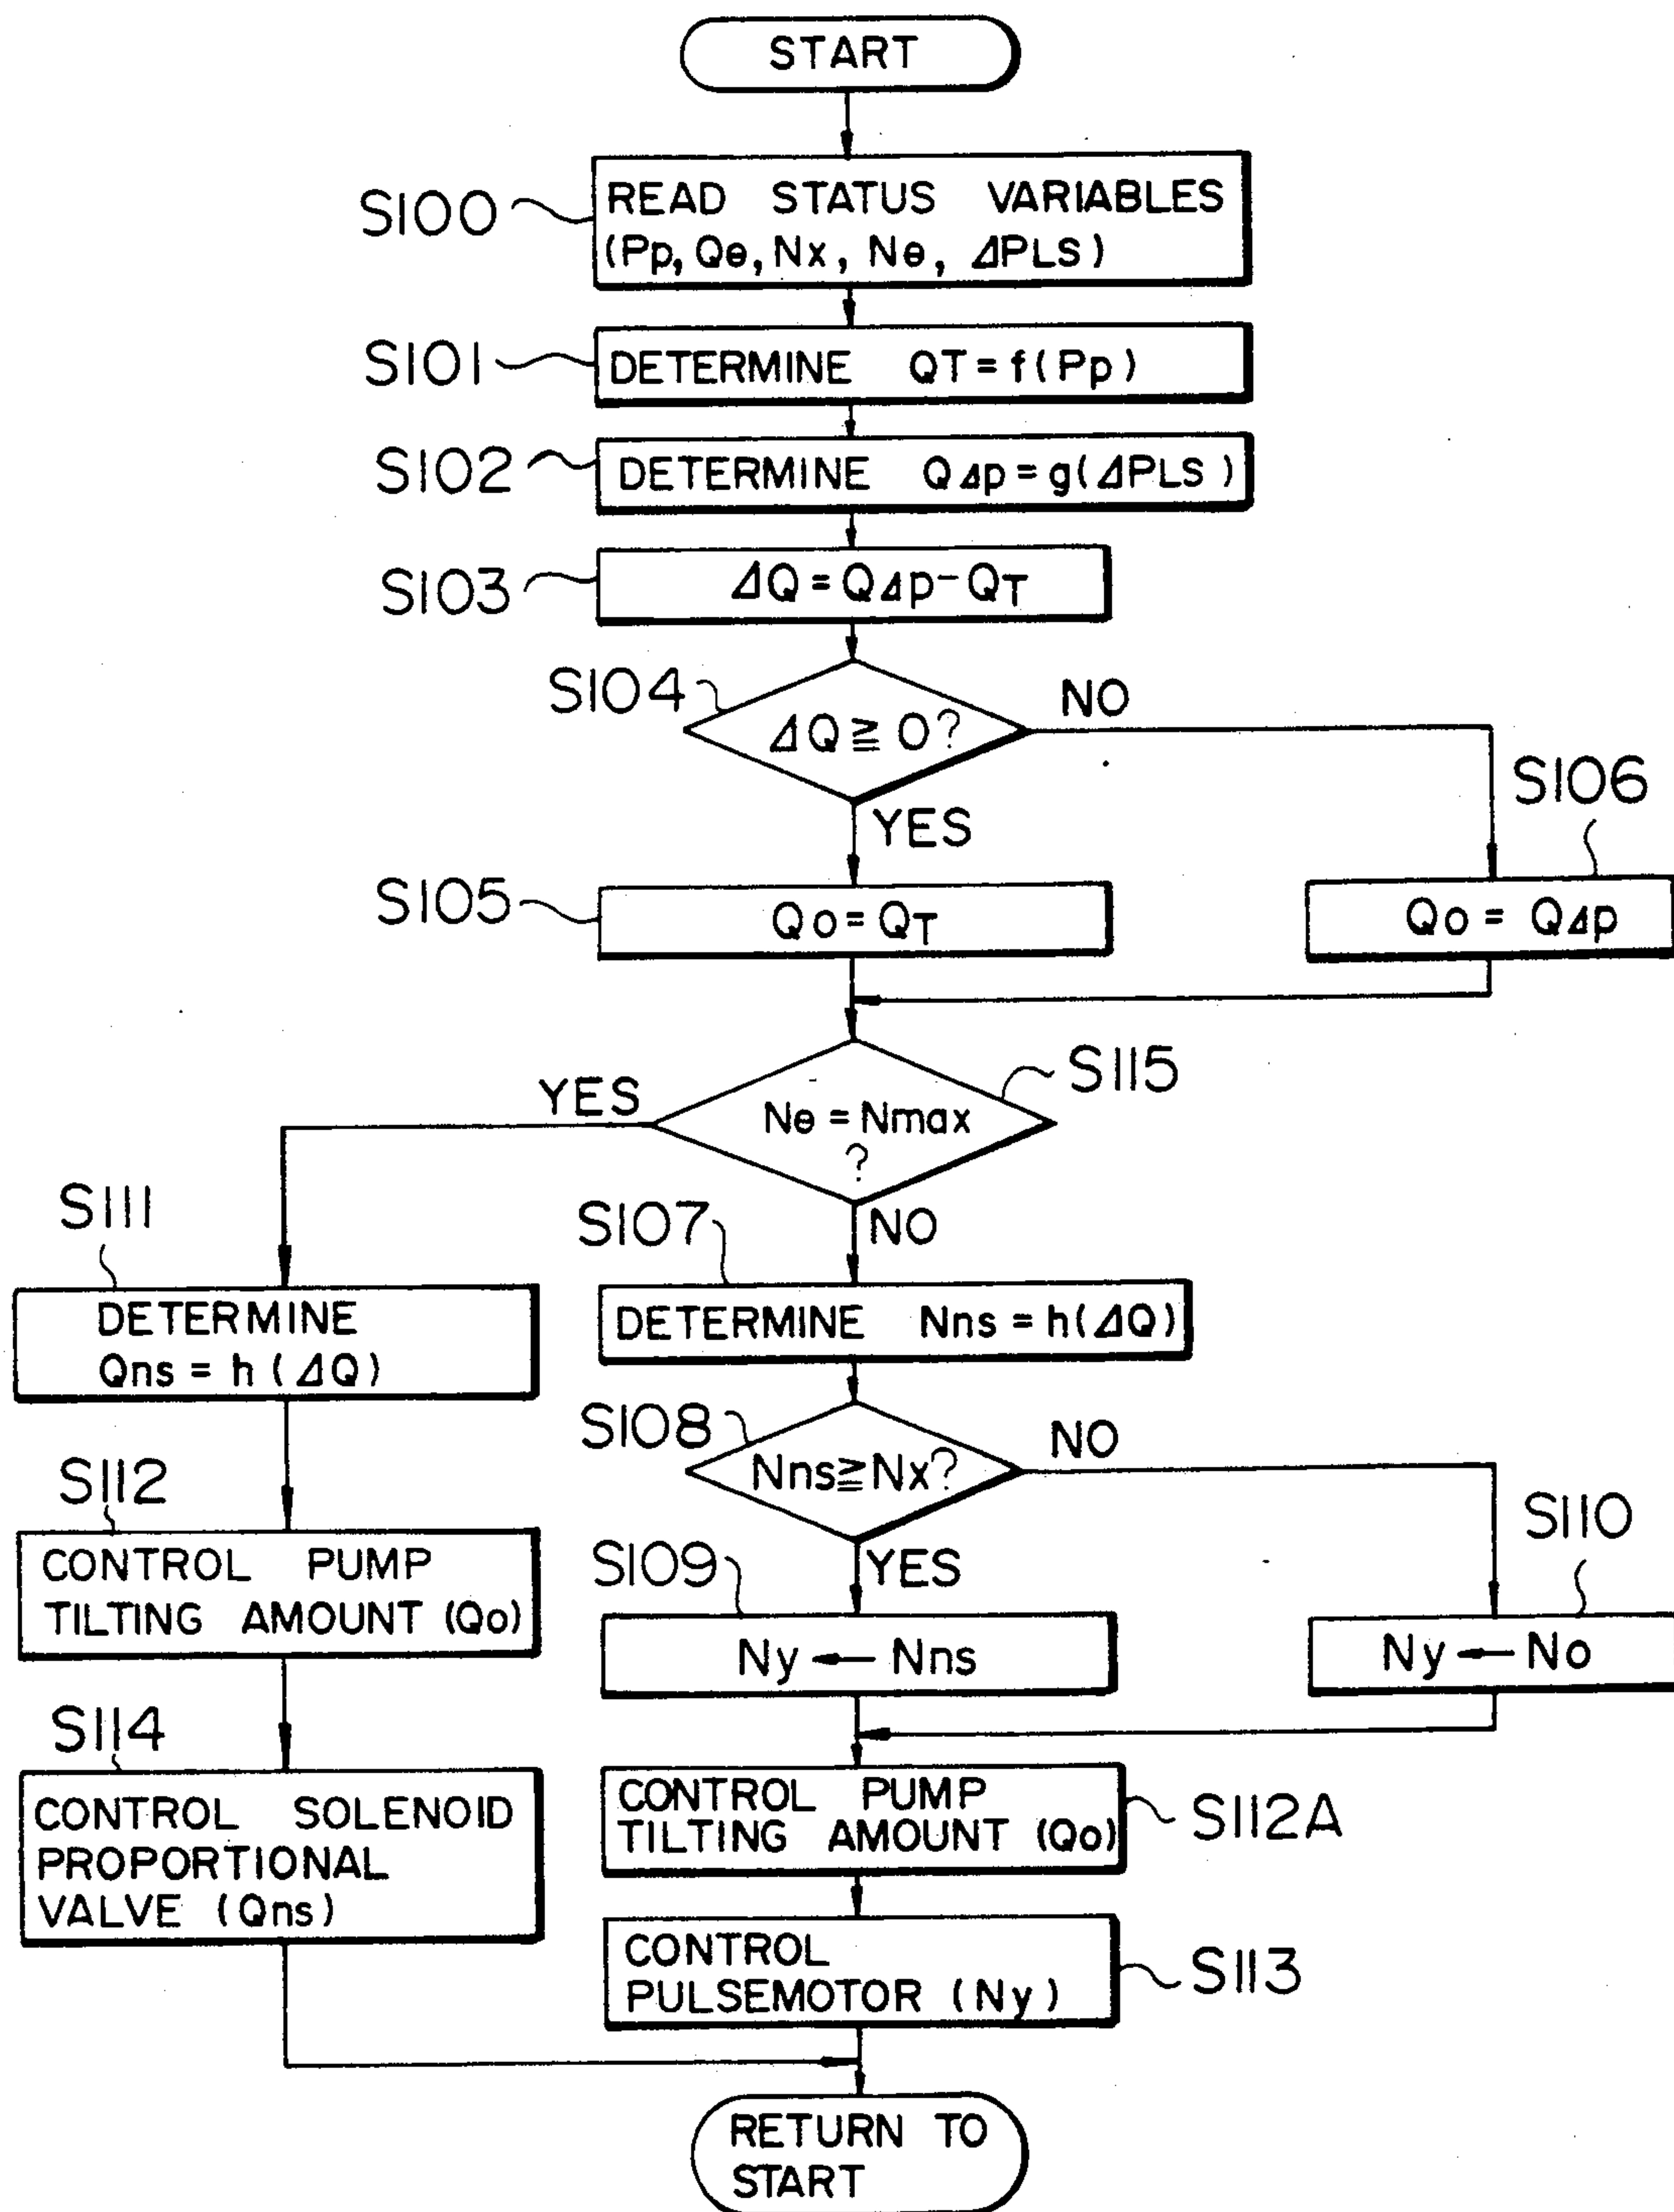 START
S100
READ STATUS VARIABLES
(Pp, Qθ, Nx, Nθ, ΔPLS)
S101
DETERMINE QT = f(Pp)
S102
DETERMINE QΔp = g(ΔPLS)
S103
ΔQ = QΔp - QT
S104
ΔQ ≧ 0?
NO
YES
S105
Qo = QT
S106
Qo = QΔp
S115
Nθ = Nmax
?
YES
NO
S111
DETERMINE
Qns = h (ΔQ)
S107
DETERMINE Nns = h(ΔQ)
S108
Nns ≧ Nx?
NO
YES
S112
CONTROL PUMP
TILTING AMOUNT (Qo)
S109
Ny ← Nns
S110
Ny ← No
S114
CONTROL SOLENOID
PROPORTIONAL
VALVE (Qns)
CONTROL PUMP
TILTING AMOUNT (Qo)
S112A
CONTROL
PULSEMOTOR (Ny)
S113
RETURN TO
START